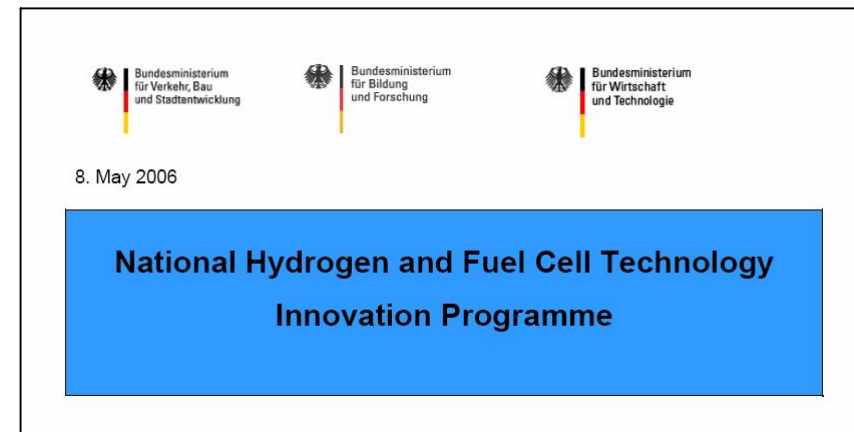 Bundesministerium
für Verkehr, Bau
und Stadtentwicklung
Bundesministerium
für Bildung
und Forschung
Bundesministerium
für Wirtschaft
und Technologie
8. May 2006
National Hydrogen and Fuel Cell Technology
Innovation Programme